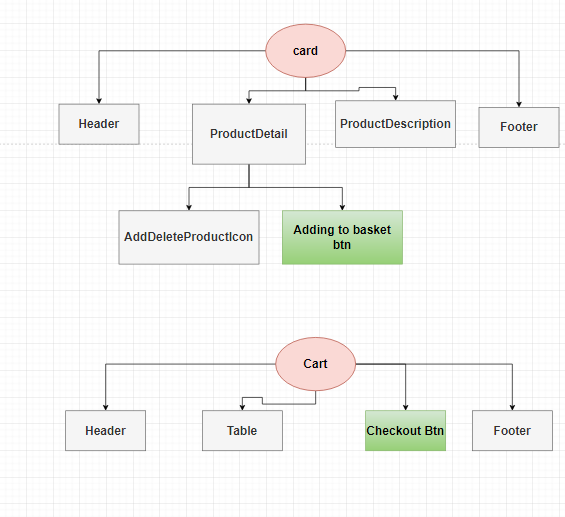 card
Header
ProductDetail
ProductDescription
Footer
AddDeleteProductIcon
Adding to basket
btn
Cart
Header
Table
Checkout Btn
Footer